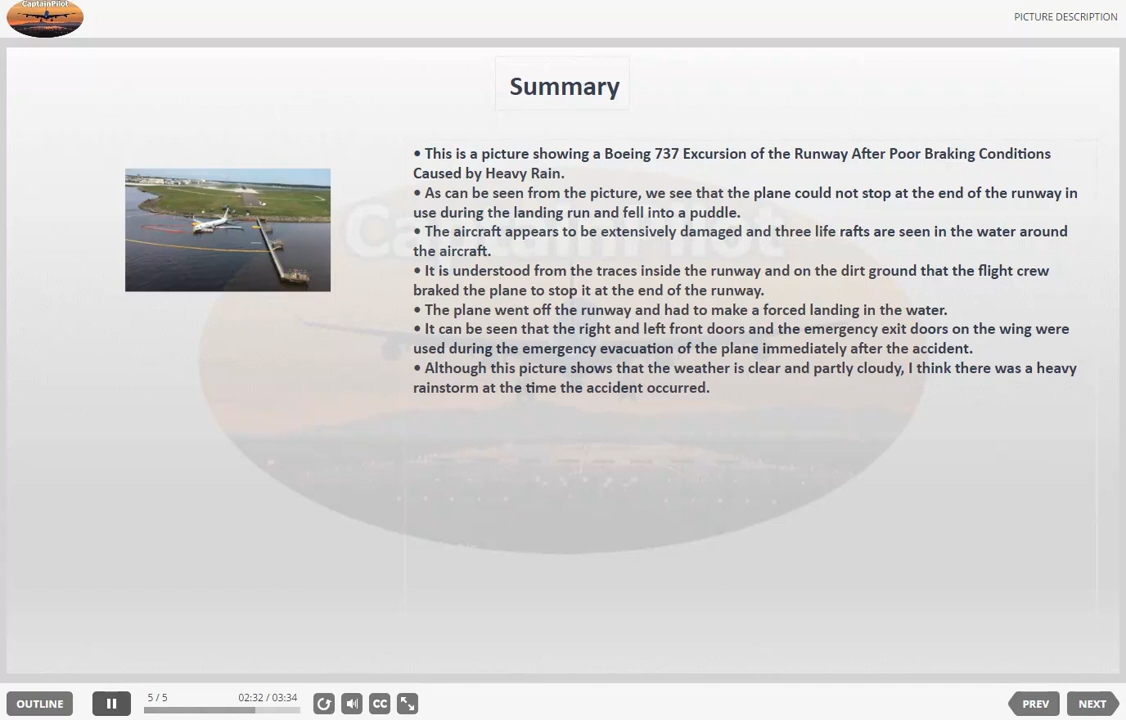 CaptainPilot
PICTURE DESCRIPTION
Summary
• This is a picture showing a Boeing 737 Excursion of the Runway After Poor Braking Conditions
Caused by Heavy Rain.
• As can be seen from the picture, we see that the plane could not stop at the end of the runway in
use during the landing run and fell into a puddle.
• The aircraft appears to be extensively damaged and three life rafts are seen in the water around
the aircraft.
• It is understood from the traces inside the runway and on the dirt ground that the flight crew
braked the plane to stop it at the end of the runway.
• The plane went off the runway and had to make a forced landing in the water.
• It can be seen that the right and left front doors and the emergency exit doors on the wing were
used during the emergency evacuation of the plane immediately after the accident.
• Although this picture shows that the weather is clear and partly cloudy, I think there was a heavy
rainstorm at the time the accident occurred.
CaptainPilot
OUTLINE
5 / 5
02:32 / 03:34
CC
PREV
NEXT